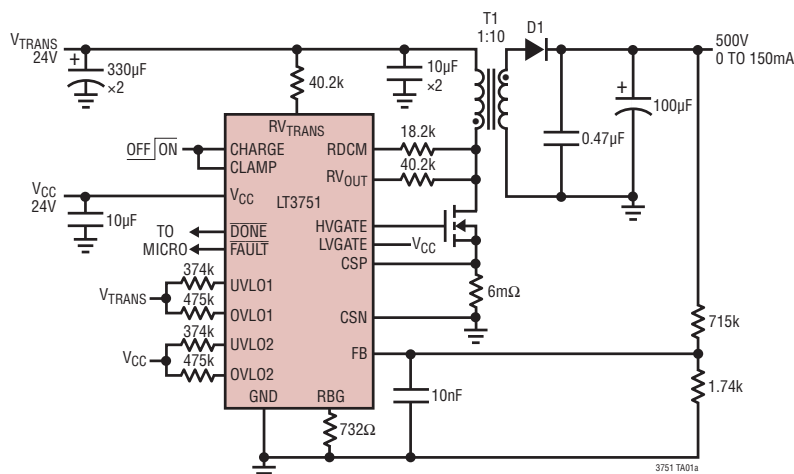 T1
1:10
D1
VTRANS
24V
500V
0 TO 150mA
+
330µF
×2
40.2k
10µF
×2
+
100µF
0.47µF
RVTRANS
OFF ON
CHARGE
CLAMP
RDCM
18.2k
RVOUT
40.2k
VCC
24V
VCC
LT3751
10µF
TO
MICRO
DONE
FAULT
HVGATE
LVGATE
VCC
CSP
374k
UVLO1
VTRANS
475k
OVLO1
6mΩ
CSN
374k
UVLO2
VCC
475k
OVLO2
FB
715k
1.74k
GND
RBG
10nF
732Ω
3751 TA01a